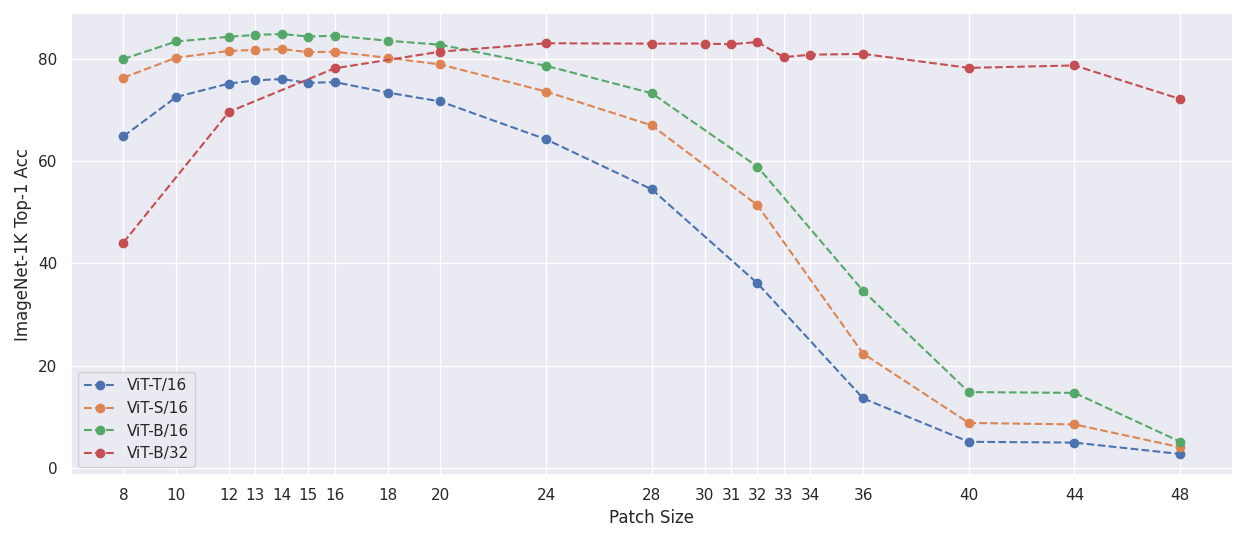 ImageNet-1K Top-1 Acc
80
60
40
20
0
ViT-T/16
ViT-S/16
ViT-B/16
ViT-B/32
8 10 12 13 14 15 16 18 20 24 28 30 31 32 33 34 36 40 44 48
Patch Size